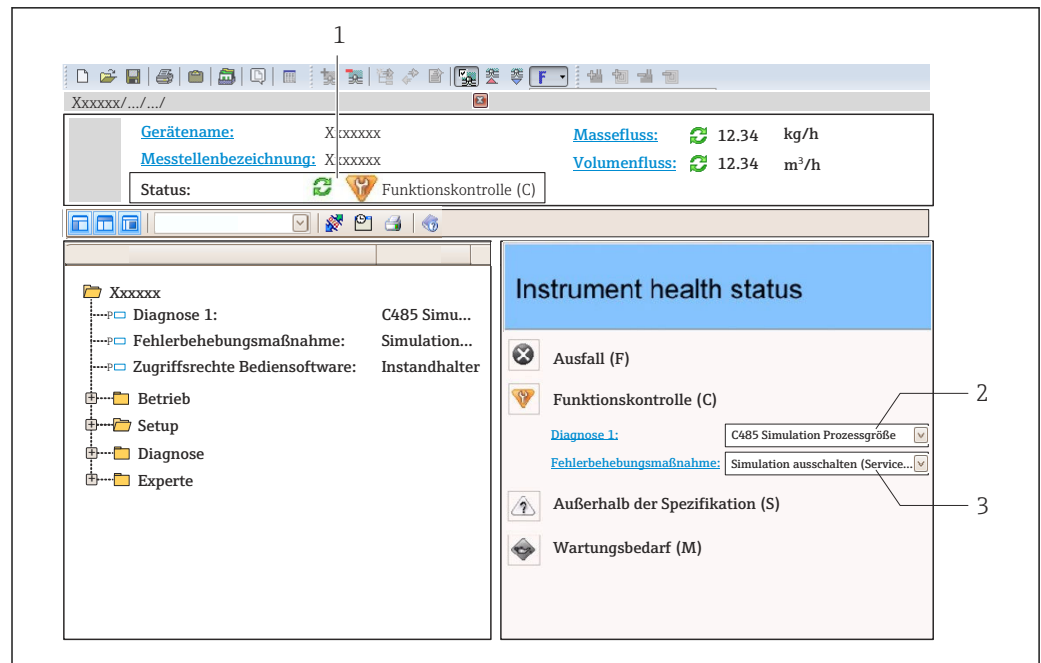 1
F
Xxxxxx/.../.../
Gerätename: Xxxxxxx
Massefluss: 12.34 kg/h
Messtellenbezeichnung: Xxxxxxx
Volumenfluss: 12.34 m³/h
Status: Funktionskontrolle (C)
Xxxxxx
P Diagnose 1: C485 Simu...
P Fehlerbehebungsmaßnahme: Simulation...
P Zugriffsrechte Bediensoftware: Instandhalter
Betrieb
Setup
Diagnose
Experte
Instrument health status
Ausfall (F)
Funktionskontrolle (C)
2
Diagnose 1: C485 Simulation Prozessgröße
Fehlerbehebungsmaßnahme: Simulation ausschalten (Service...
3
Außerhalb der Spezifikation (S)
Wartungsbedarf (M)